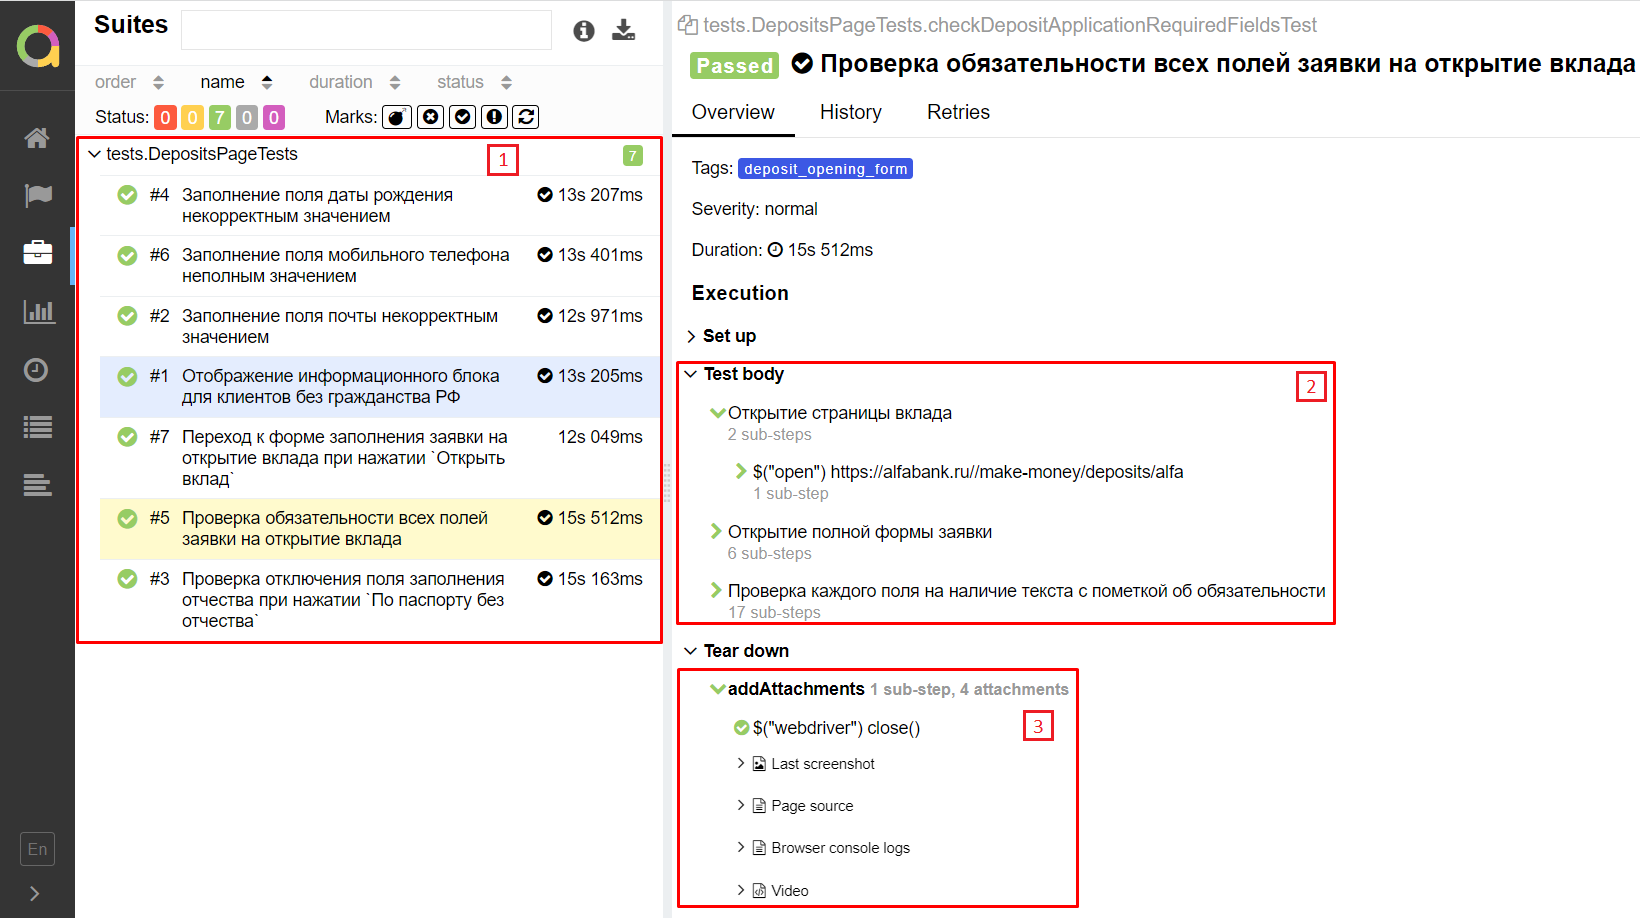 Suites
order name duration status
Status: 0 0 7 0 0 Marks:
tests.DepositsPageTests 1 7
#4 Заполнение поля даты рождения 13s 207ms
некорректным значением
#6 Заполнение поля мобильного телефона 13s 401ms
неполным значением
#2 Заполнение поля почты некорректным 12s 971ms
значением
#1 Отображение информационного блока 13s 205ms
для клиентов без гражданства РФ
#7 Переход к форме заполнения заявки на 12s 049ms
открытие вклада при нажатии `Открыть
вклад`
#5 Проверка обязательности всех полей 15s 512ms
заявки на открытие вклада
#3 Проверка отключения поля заполнения 15s 163ms
отчества при нажатии `По паспорту без
отчества`
En
tests.DepositsPageTests.checkDepositApplicationRequiredFieldsTest
Passed Проверка обязательности всех полей заявки на открытие вклада
Overview History Retries
Tags: deposit_opening_form
Severity: normal
Duration: 15s 512ms
Execution
Set up
Test body
2
Открытие страницы вклада
2 sub-steps
$("open") https://alfabank.ru//make-money/deposits/alfa
1 sub-step
Открытие полной формы заявки
6 sub-steps
Проверка каждого поля на наличие текста с пометкой об обязательности
17 sub-steps
Tear down
addAttachments 1 sub-step, 4 attachments
$("webdriver") close() 3
Last screenshot
Page source
Browser console logs
Video